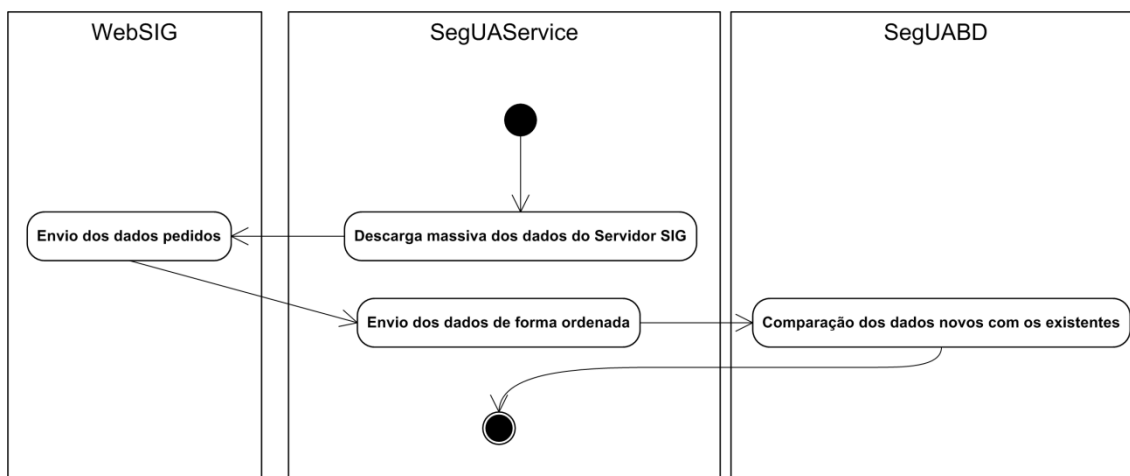 WebSIG
SegUAService
SegUABD
Envio dos dados pedidos
Descarga massiva dos dados do Servidor SIG
Envio dos dados de forma ordenada
Comparação dos dados novos com os existentes